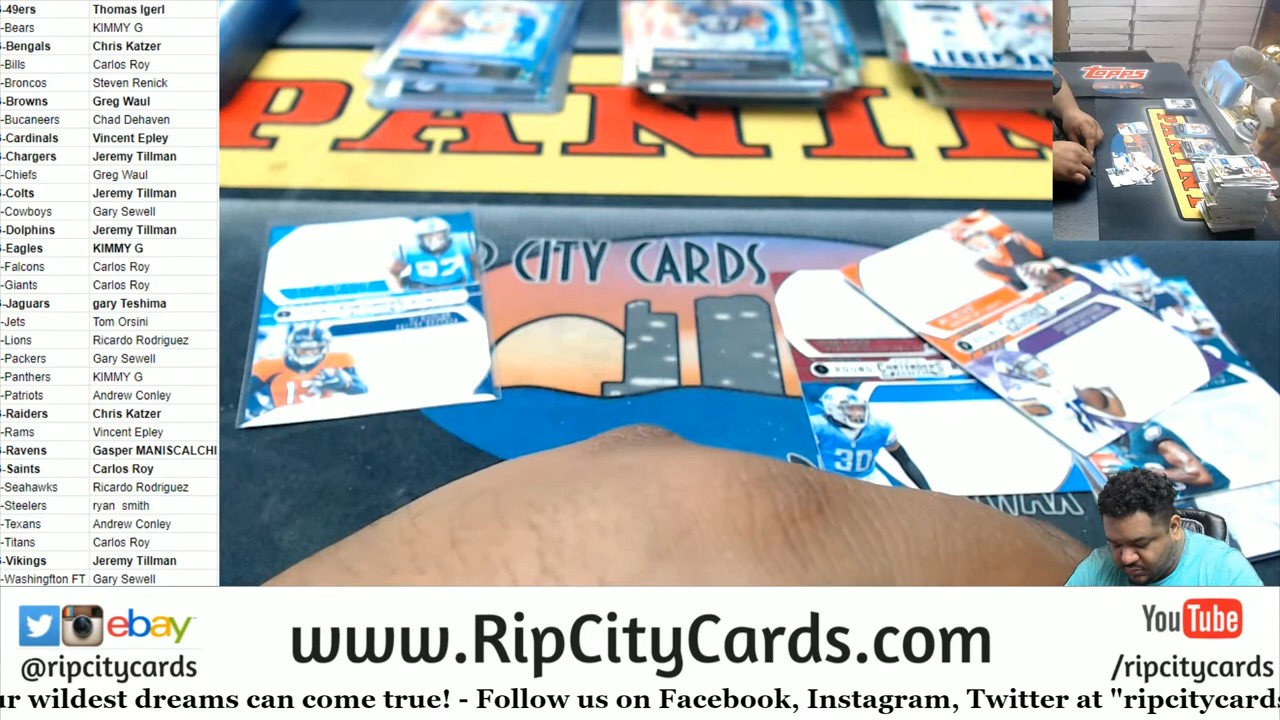 -49ers Thomas Igerl
-Bears KIMMY G
-Bengals Chris Katzer
-Bills Carlos Roy
-Broncos Steven Renick
-Browns Greg Waul
-Bucaneers Chad Dehaven
-Cardinals Vincent Epley
-Chargers Jeremy Tillman
-Chiefs Greg Waul
-Colts Jeremy Tillman
-Cowboys Gary Sewell
-Dolphins Jeremy Tillman
-Eagles KIMMY G
-Falcons Carlos Roy
-Giants Carlos Roy
-Jaguars gary Teshima
-Jets Tom Orsini
-Lions Ricardo Rodriguez
-Packers Gary Sewell
-Panthers KIMMY G
-Patriots Andrew Conley
-Raiders Chris Katzer
-Rams Vincent Epley
-Ravens Gasper MANISCALCHI
-Saints Carlos Roy
-Seahawks Ricardo Rodriguez
-Steelers ryan smith
-Texans Andrew Conley
-Titans Carlos Roy
-Vikings Jeremy Tillman
-Washingfton FT Gary Sewell
PANIN
topps
PANINI
P CITY CARDS
87
30
ebay
@ripcitycards
www.RipCityCards.com
YouTube
/ripcitycards
ur wildest dreams can come true! - Follow us on Facebook, Instagram, Twitter at "ripcitycards